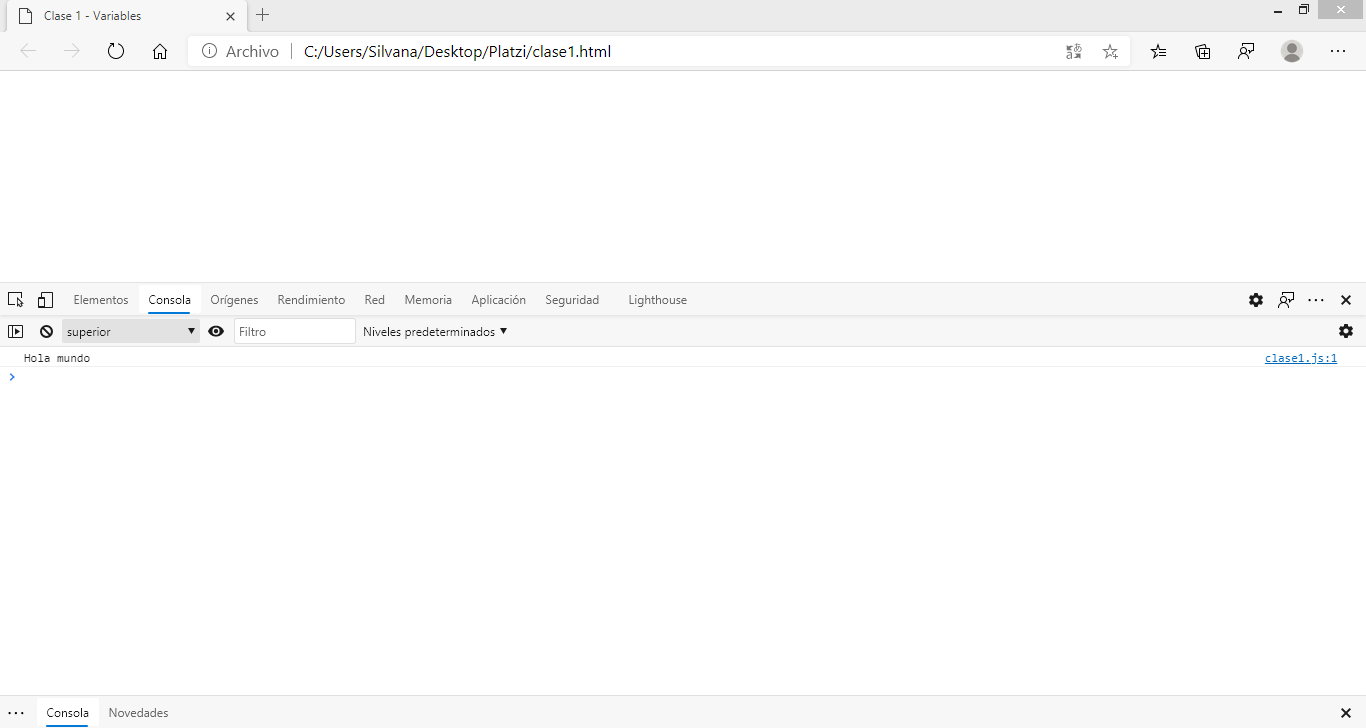 Clase 1 - Variables
Archivo C:/Users/Silvana/Desktop/Platzi/clase1.html
Elementos Consola Orígenes Rendimiento Red Memoria Aplicación Seguridad Lighthouse
superior Filtro Niveles predeterminados
Hola mundo clase1.js:1
Consola Novedades